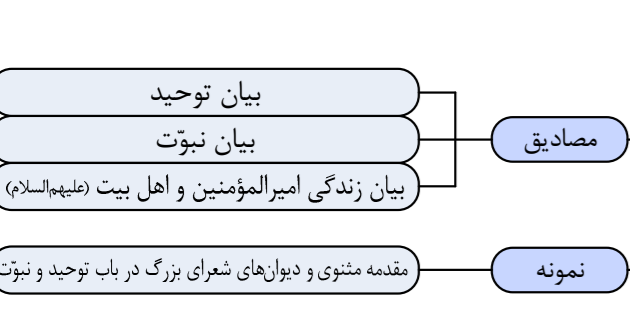 مصادیق
بیان توحید
بیان نبوّت
بیان زندگی امیرالمؤمنین و اهل بیت (علیهم‌السلام)
نمونه
مقدمه مثنوی و دیوان‌های شعرای بزرگ در باب توحید و نبوّت